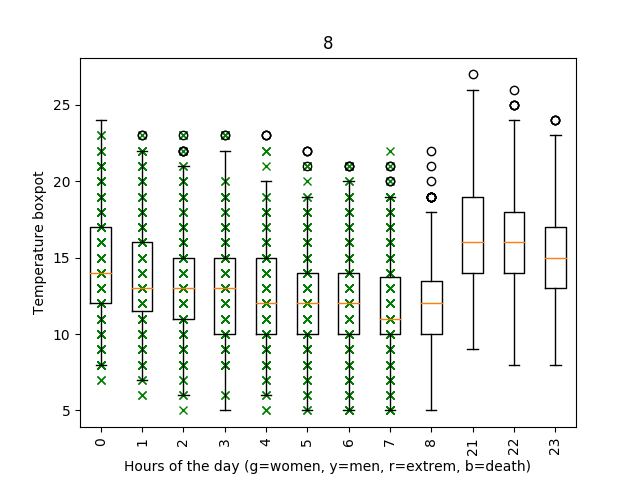 8
25
20
15
10
5
Temperature boxpot
0 1 2 3 4 5 6 7 8 21 22 23
Hours of the day (g=women, y=men, r=extrem, b=death)